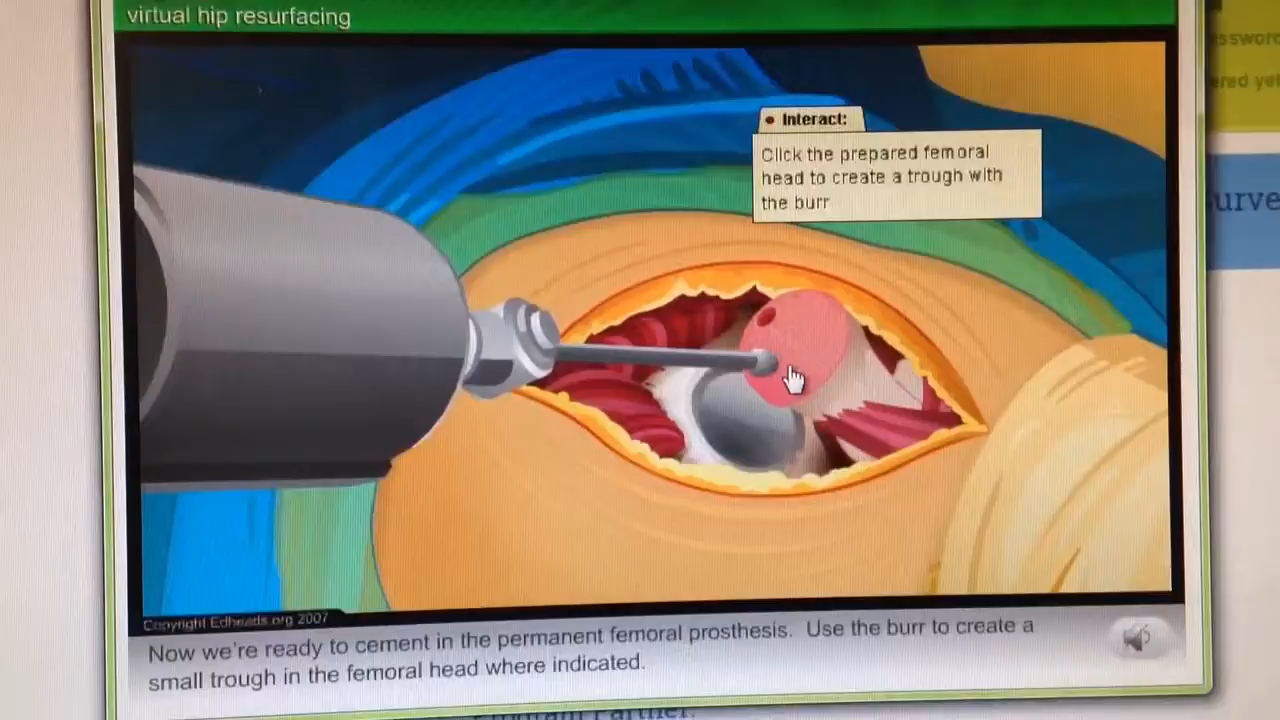 virtual hip resurfacing
Interact:
Click the prepared femoral
head to create a trough with
the burr
Copyright Edheads.org 2007
Now we're ready to cement in the permanent femoral prosthesis. Use the burr to create a
small trough in the femoral head where indicated.